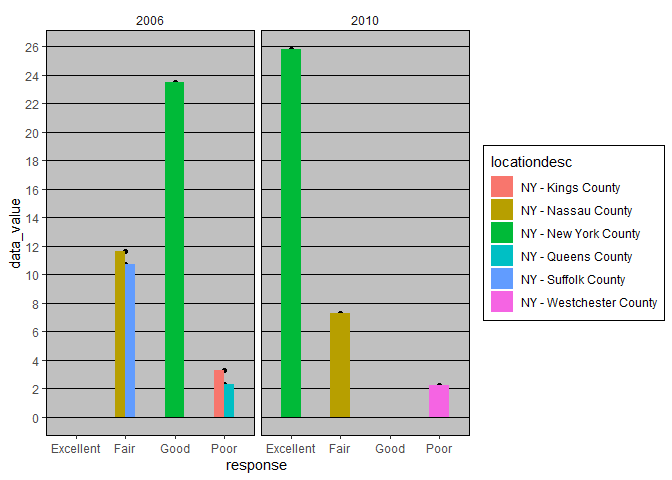 2006
2010
26
24
22
20
18
16
14
12
10
8
6
4
2
0
data_value
Excellent Fair Good Poor
Excellent Fair Good Poor
response
locationdesc
NY - Kings County
NY - Nassau County
NY - New York County
NY - Queens County
NY - Suffolk County
NY - Westchester County